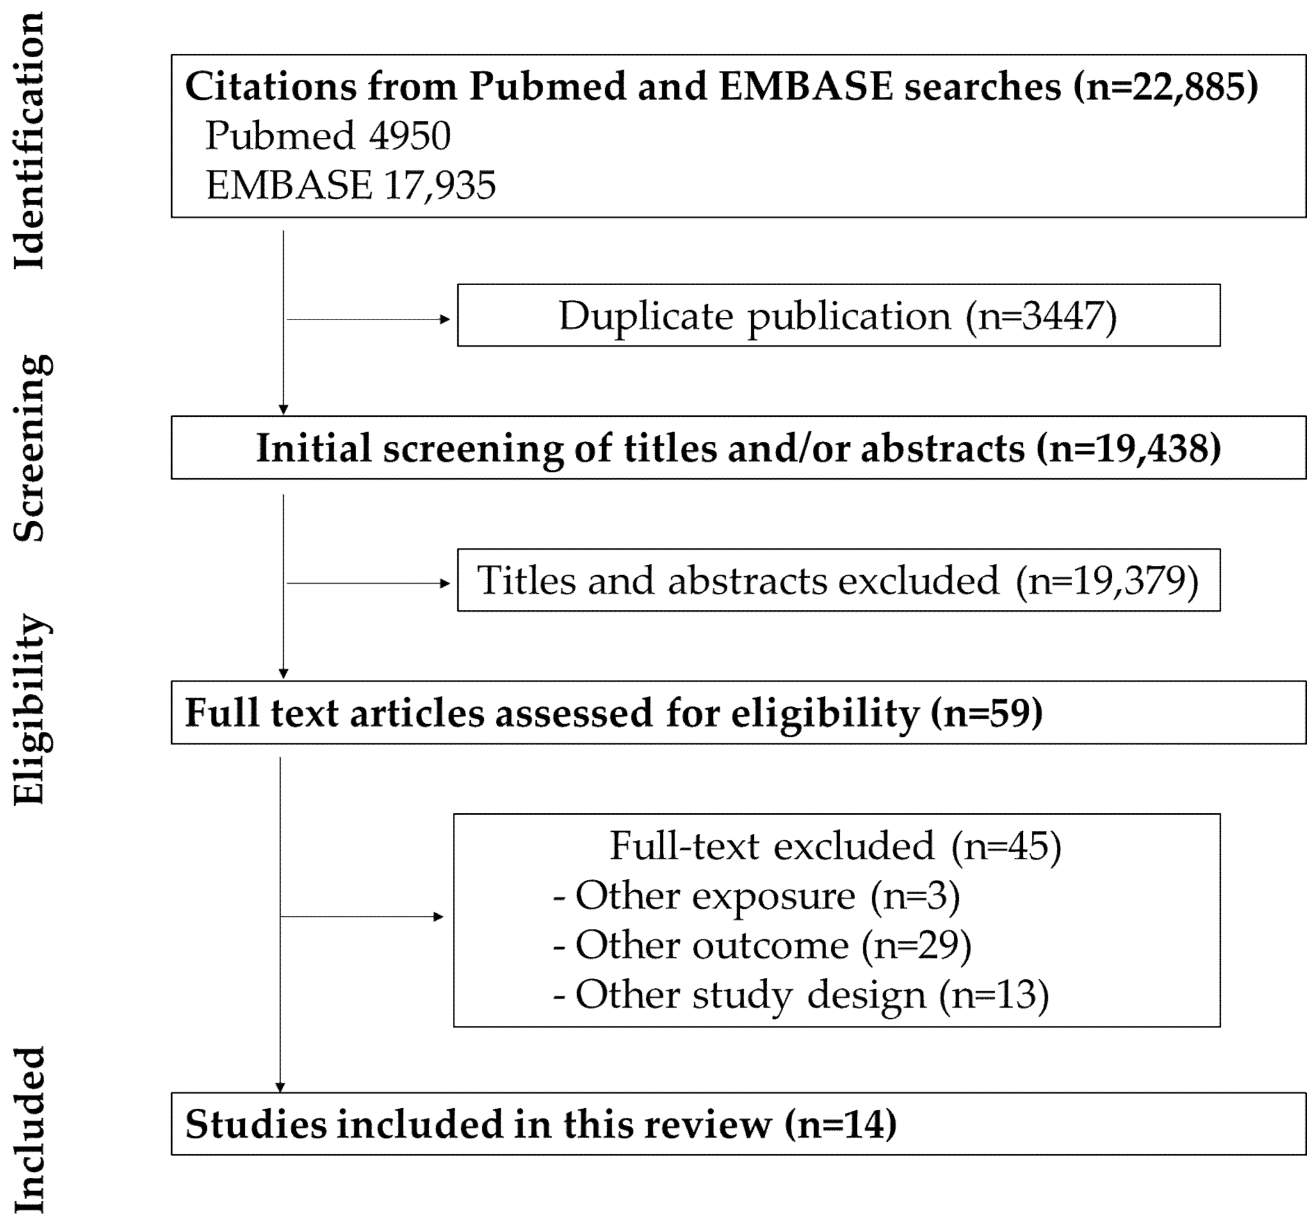 Identification
Citations from Pubmed and EMBASE searches (n=22,885)
Pubmed 4950
EMBASE 17,935
Duplicate publication (n=3447)
Screening
Initial screening of titles and/or abstracts (n=19,438)
Titles and abstracts excluded (n=19,379)
Eligibility
Full text articles assessed for eligibility (n=59)
Full-text excluded (n=45)
- Other exposure (n=3)
- Other outcome (n=29)
- Other study design (n=13)
Included
Studies included in this review (n=14)